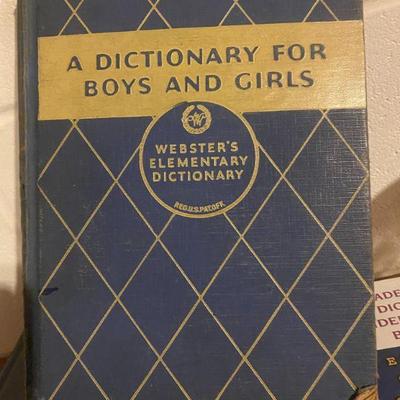 A DICTIONARY FOR
BOYS AND GIRLS
WEBSTER'S
ELEMENTARY
DICTIONARY
REG.U.S.PAT.OFF.